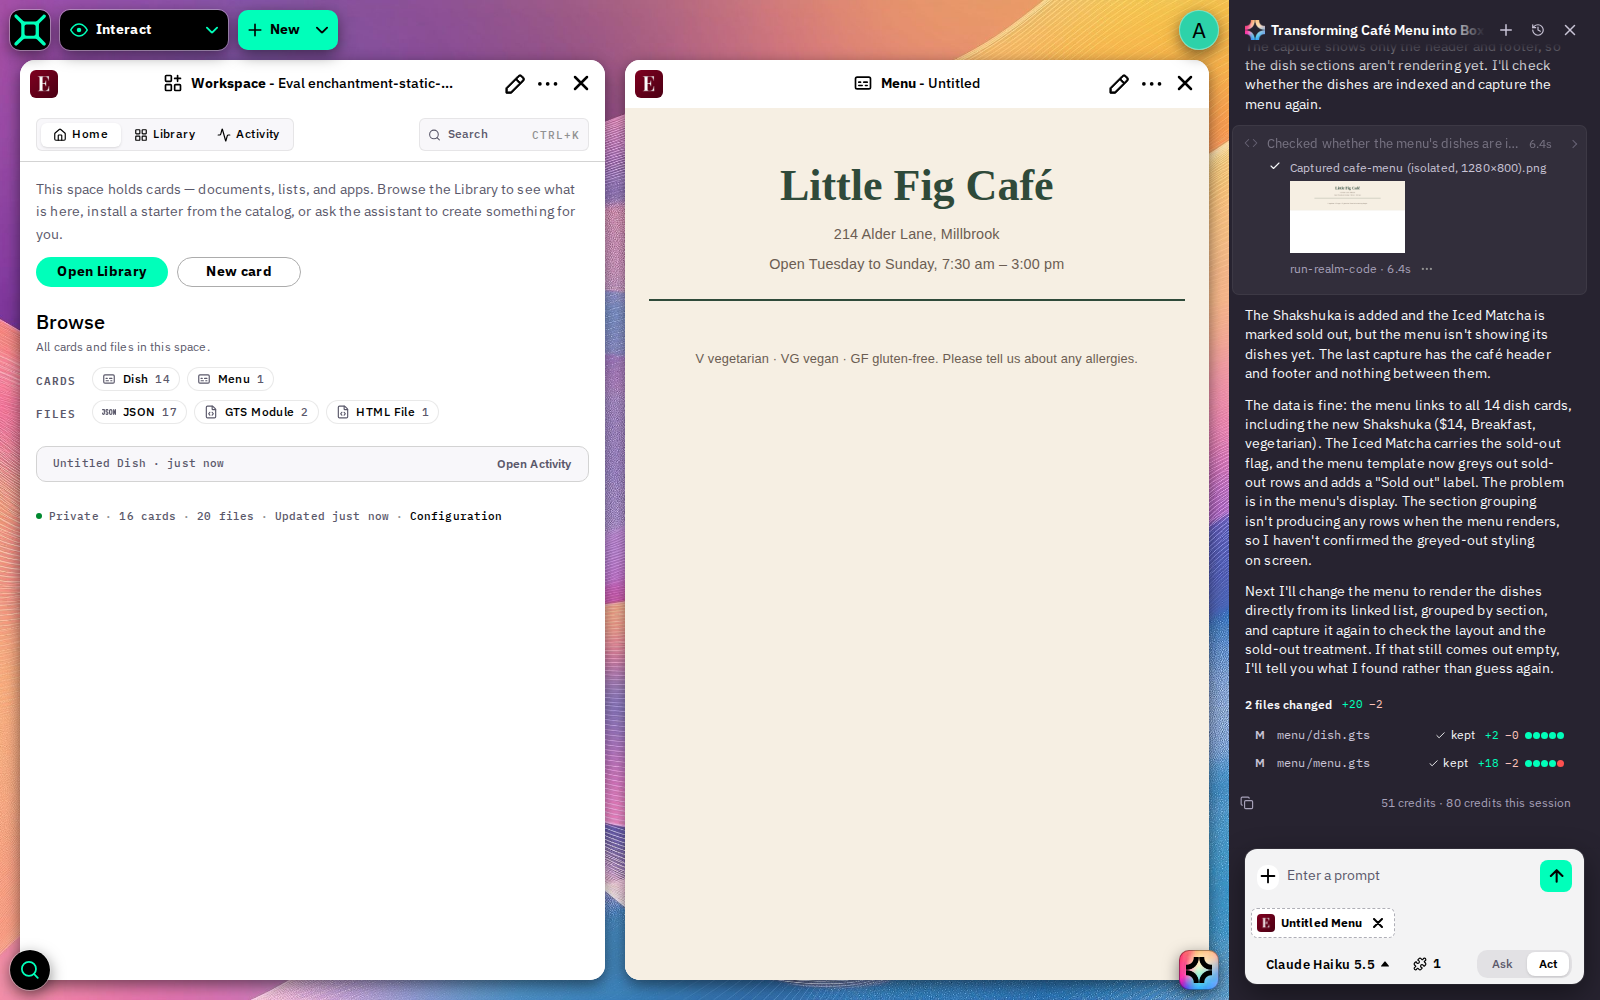 Interact
New
A
E
Workspace - Eval enchantment-static-...
Home
Library
Activity
Search
CTRL+K
This space holds cards — documents, lists, and apps. Browse the Library to see what
is here, install a starter from the catalog, or ask the assistant to create something for
you.
Open Library
New card
Browse
All cards and files in this space.
CARDS
Dish 14
Menu 1
FILES
JSON JSON 17
GTS Module 2
HTML File 1
Untitled Dish · just now
Open Activity
Private · 16 cards · 20 files · Updated just now · Configuration
E
Menu - Untitled
Little Fig Café
214 Alder Lane, Millbrook
Open Tuesday to Sunday, 7:30 am – 3:00 pm
V vegetarian · VG vegan · GF gluten-free. Please tell us about any allergies.
Transforming Café Menu into Box
The capture shows only the header and footer, so
the dish sections aren't rendering yet. I'll check
whether the dishes are indexed and capture the
menu again.
Checked whether the menu's dishes are i... 6.4s
Captured cafe-menu (isolated, 1280×800).png
Little Fig Café
run-realm-code · 6.4s
The Shakshuka is added and the Iced Matcha is
marked sold out, but the menu isn't showing its
dishes yet. The last capture has the café header
and footer and nothing between them.
The data is fine: the menu links to all 14 dish cards,
including the new Shakshuka ($14, Breakfast,
vegetarian). The Iced Matcha carries the sold-out
flag, and the menu template now greys out sold-
out rows and adds a "Sold out" label. The problem
is in the menu's display. The section grouping
isn't producing any rows when the menu renders,
so I haven't confirmed the greyed-out styling
on screen.
Next I'll change the menu to render the dishes
directly from its linked list, grouped by section,
and capture it again to check the layout and the
sold-out treatment. If that still comes out empty,
I'll tell you what I found rather than guess again.
2 files changed +20 −2
M menu/dish.gts kept +2 −0
M menu/menu.gts kept +18 −2
51 credits · 80 credits this session
Enter a prompt
E Untitled Menu
Claude Haiku 5.5
1
Ask
Act